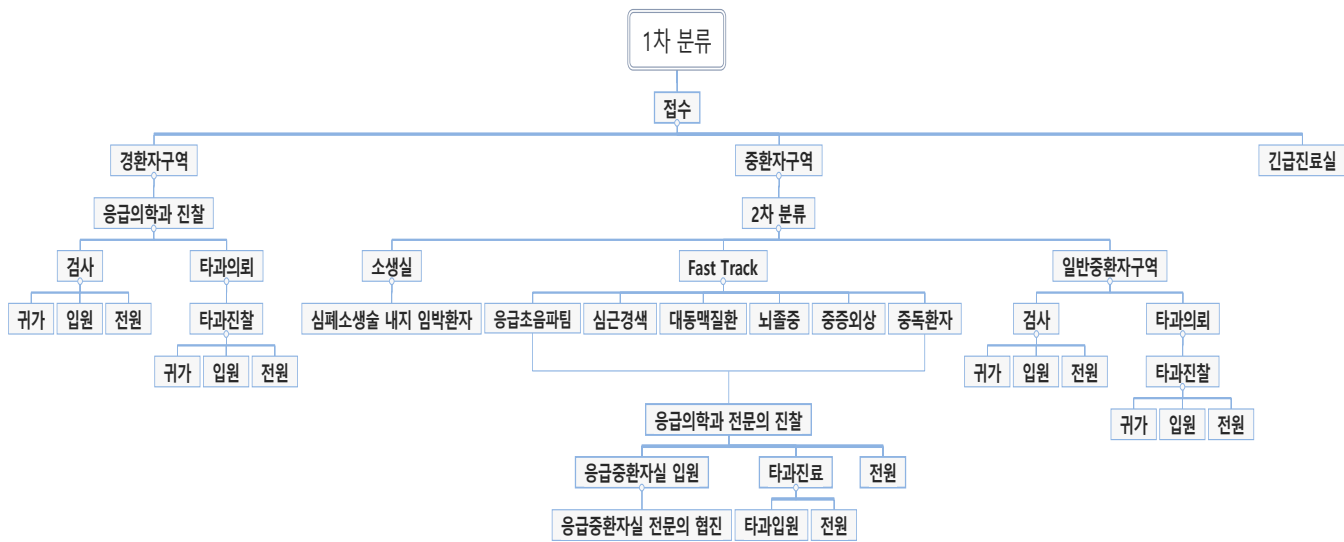 1차 분류
접수
경환자구역 중환자구역 긴급진료실
응급의학과 진찰 2차 분류
검사 타과의뢰 소생실 Fast Track 일반중환자구역
귀가 입원 전원 타과진찰 심폐소생술 내지 임박환자 응급초음파팀 심근경색 대동맥질환 뇌졸중 중증외상 중독환자 검사 타과의뢰
귀가 입원 전원 귀가 입원 전원 타과진찰
응급의학과 전문의 진찰 귀가 입원 전원
응급중환자실 입원 타과진료 전원
응급중환자실 전문의 협진 타과입원 전원